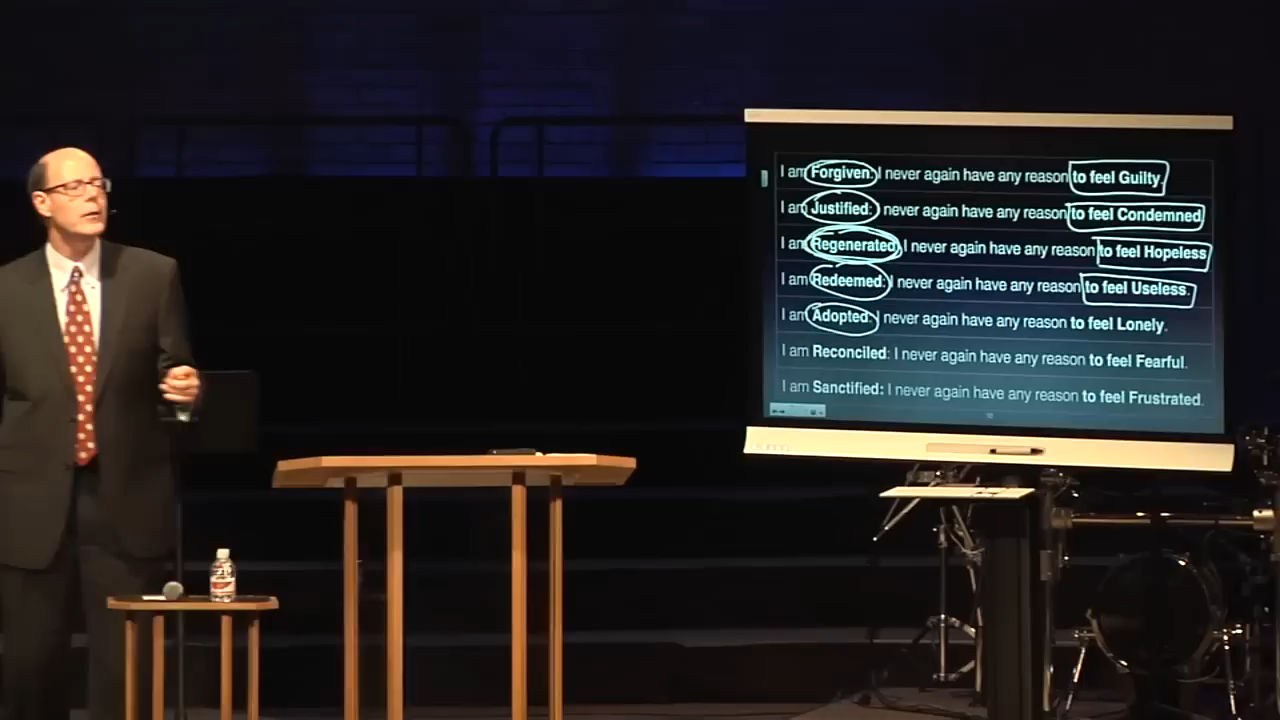 I am Forgiven: I never again have any reason to feel Guilty.
I am Justified: I never again have any reason to feel Condemned
I am Regenerated: I never again have any reason to feel Hopeless
I am Redeemed: I never again have any reason to feel Useless.
I am Adopted: I never again have any reason to feel Lonely.
I am Reconciled: I never again have any reason to feel Fearful.
I am Sanctified: I never again have any reason to feel Frustrated.